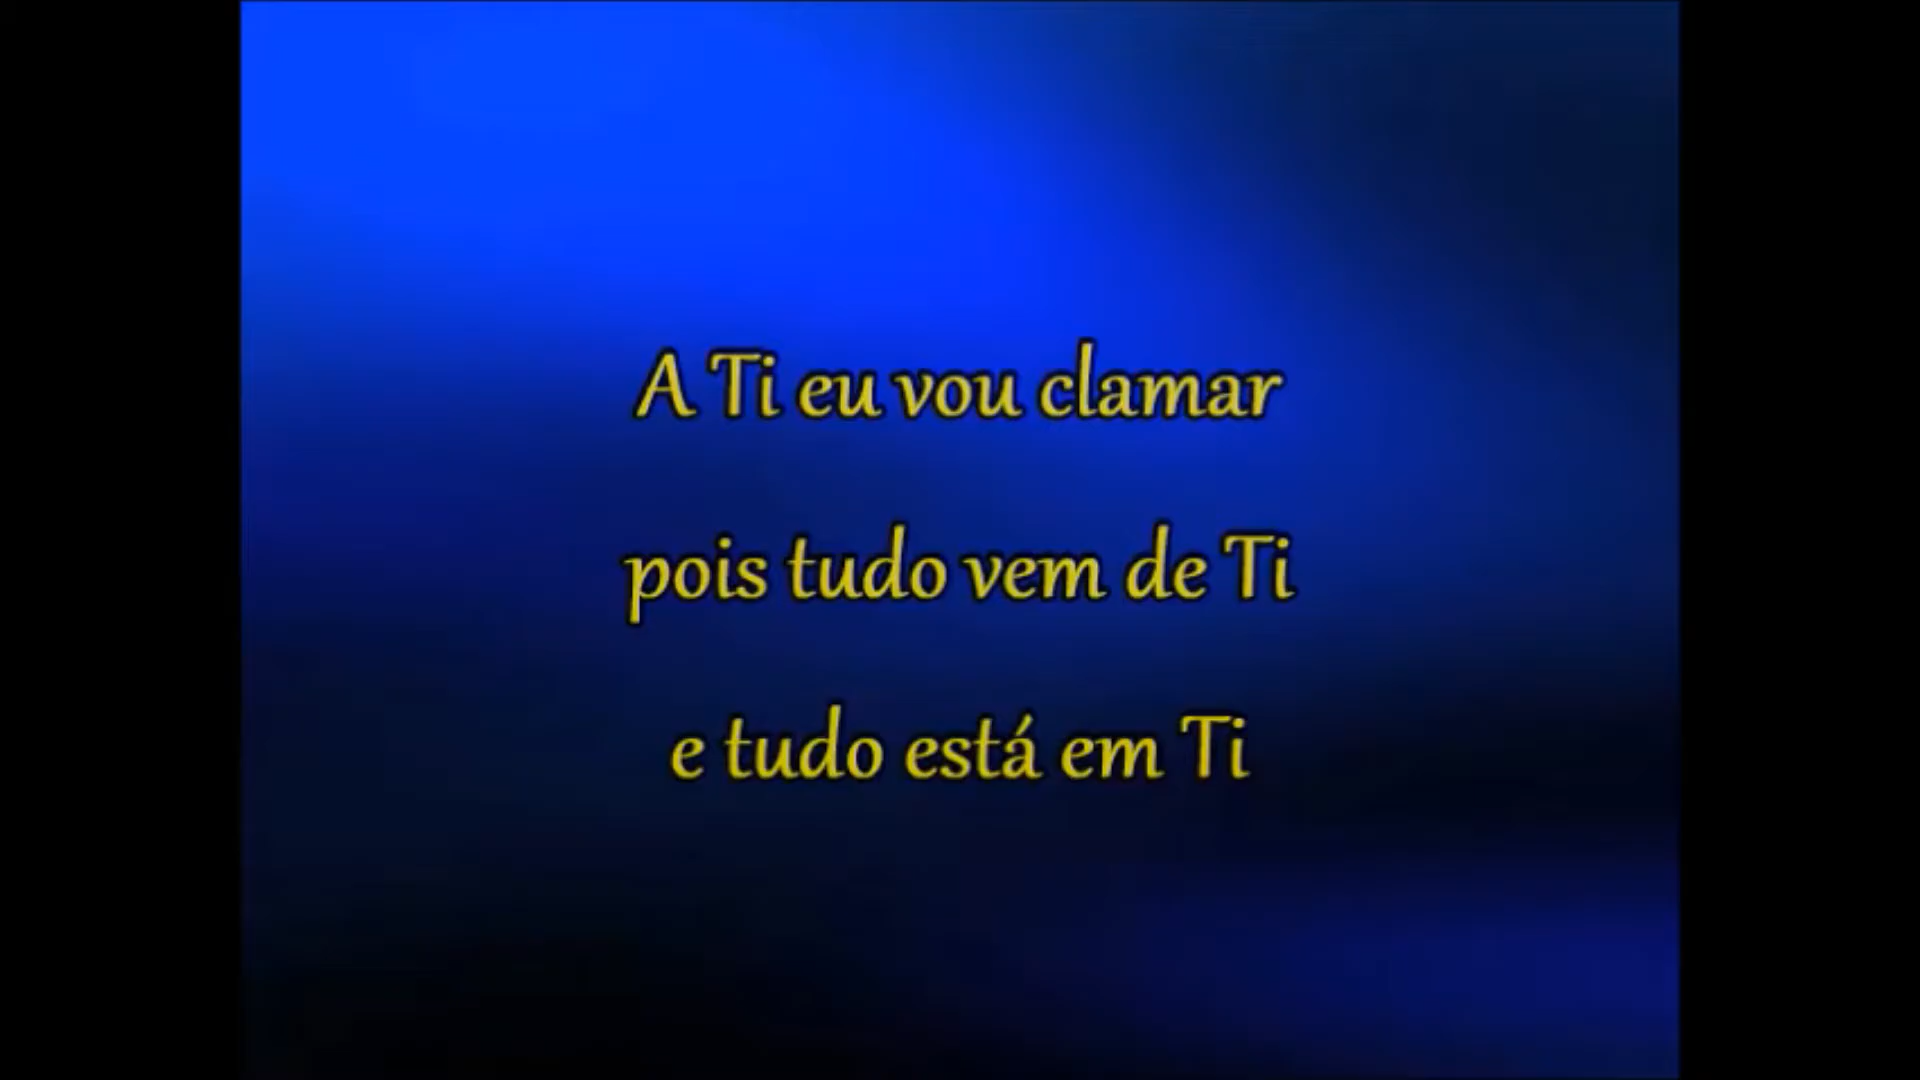 A Ti eu vou clamar
pois tudo vem de Ti
e tudo está em Ti